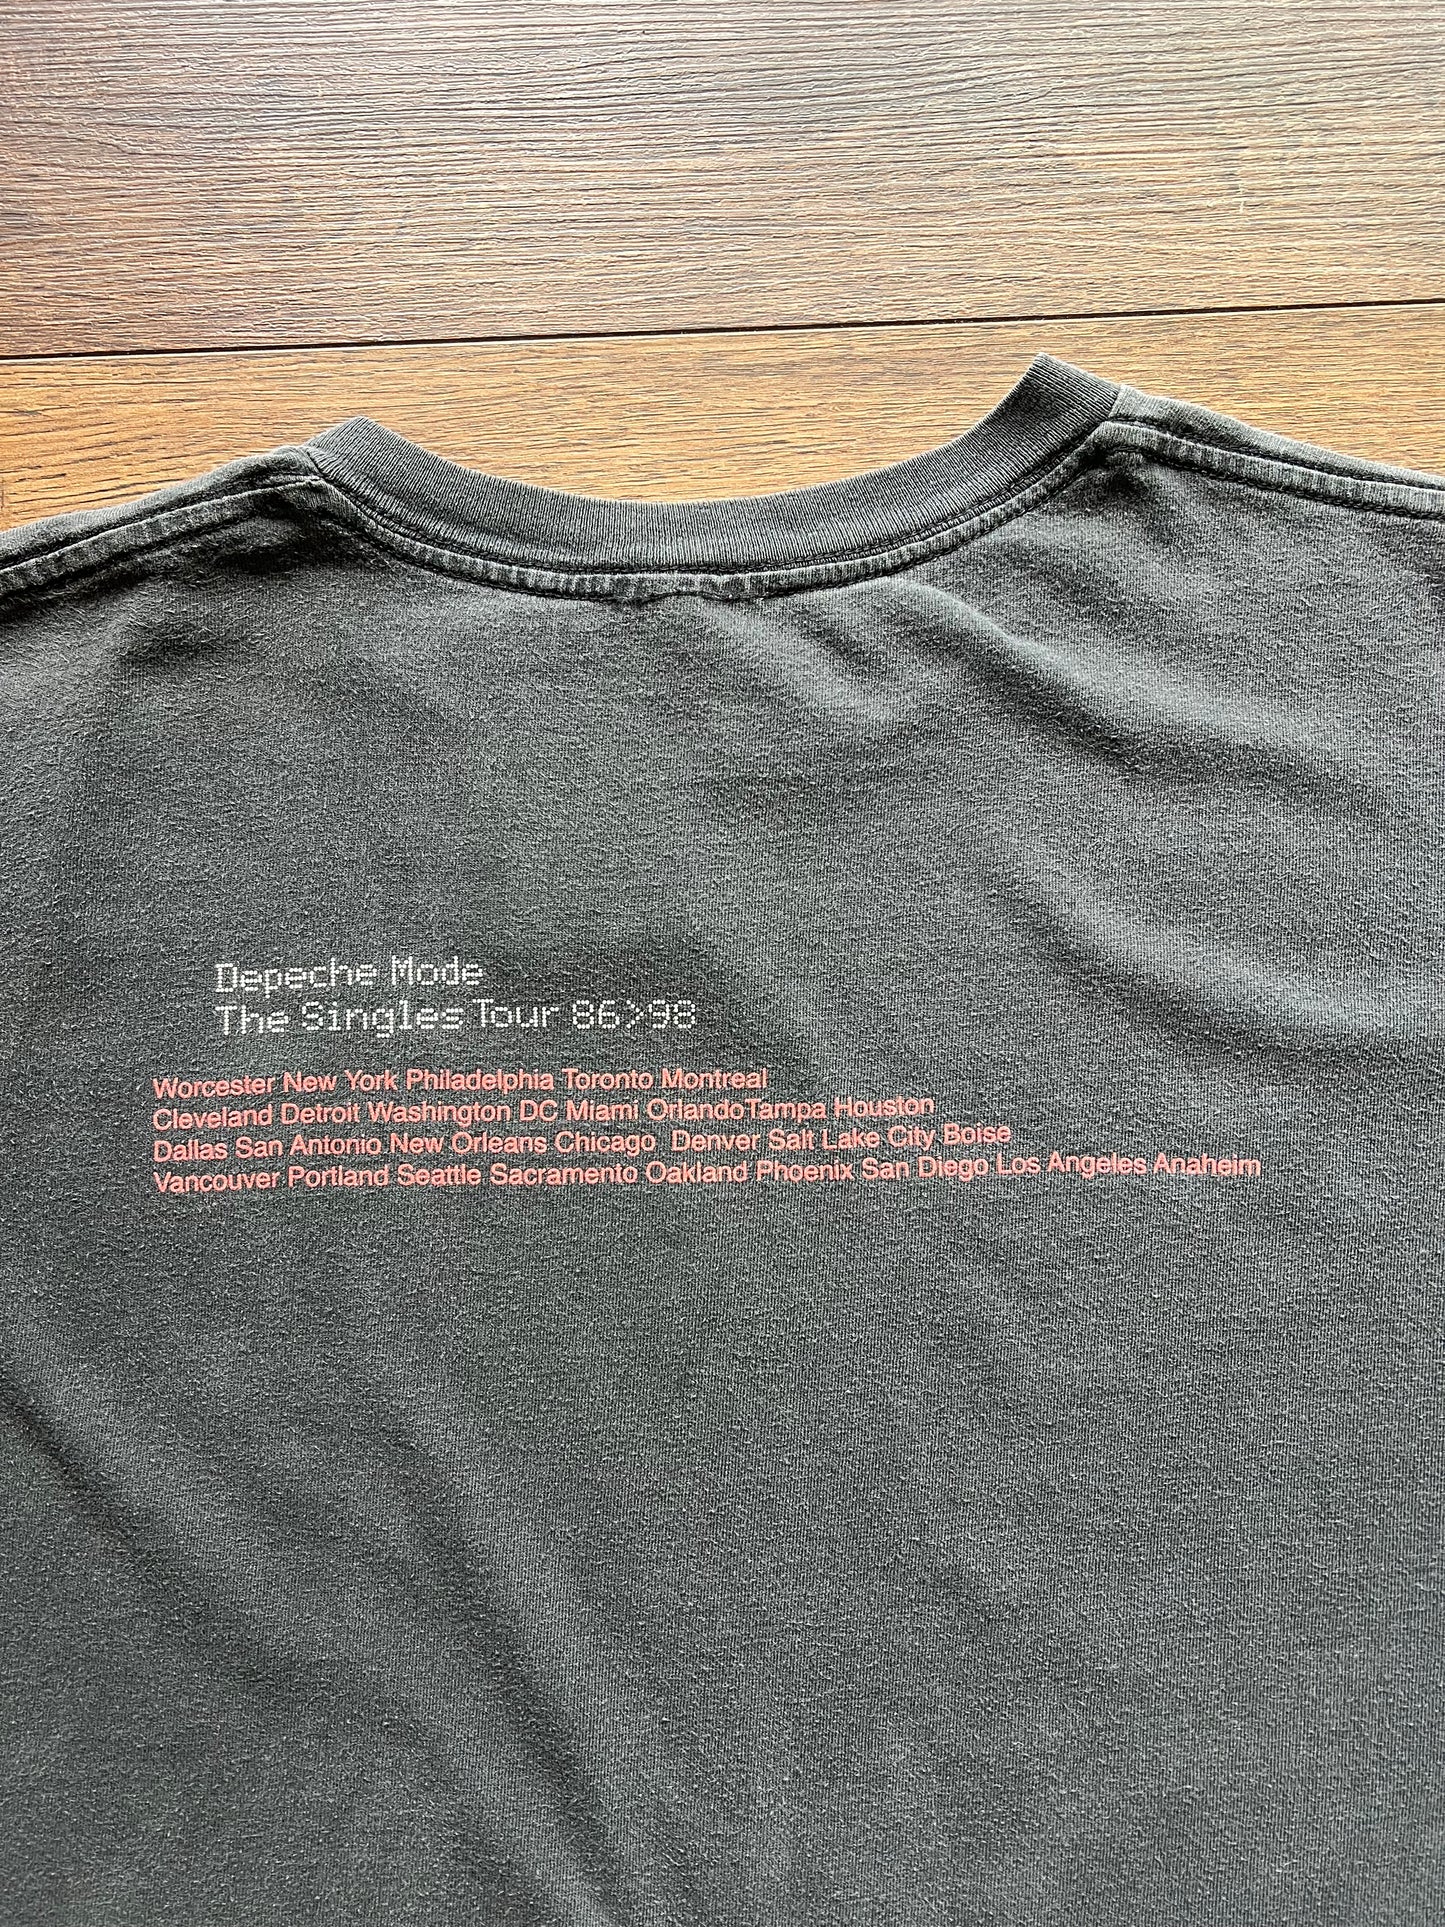 Depeche Mode
The Singles Tour 86>98
Worcester New York Philadelphia Toronto Montreal
Cleveland Detroit Washington DC Miami OrlandoTampa Houston
Dallas San Antonio New Orleans Chicago  Denver Salt Lake City Boise
Vancouver Portland Seattle Sacramento Oakland Phoenix San Diego Los Angeles Anaheim